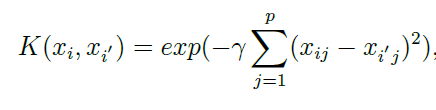 K(x_i, x_{i'}) = exp(−γ ∑_{j=1}^{p} (x_{ij} − x_{i'j})^2),